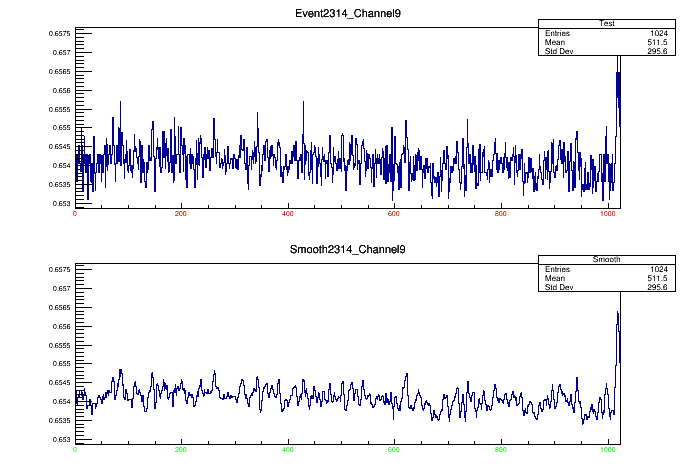 Event2314_Channel9
Test
Entries 1024
Mean 511.5
Std Dev 295.6
0.6575
0.657
0.6565
0.656
0.6555
0.655
0.6545
0.654
0.6535
0.653
0 200 400 600 800 1000
Smooth2314_Channel9
Smooth
Entries 1024
Mean 511.5
Std Dev 295.6
0.6575
0.657
0.6565
0.656
0.6555
0.655
0.6545
0.654
0.6535
0.653
0 200 400 600 800 1000